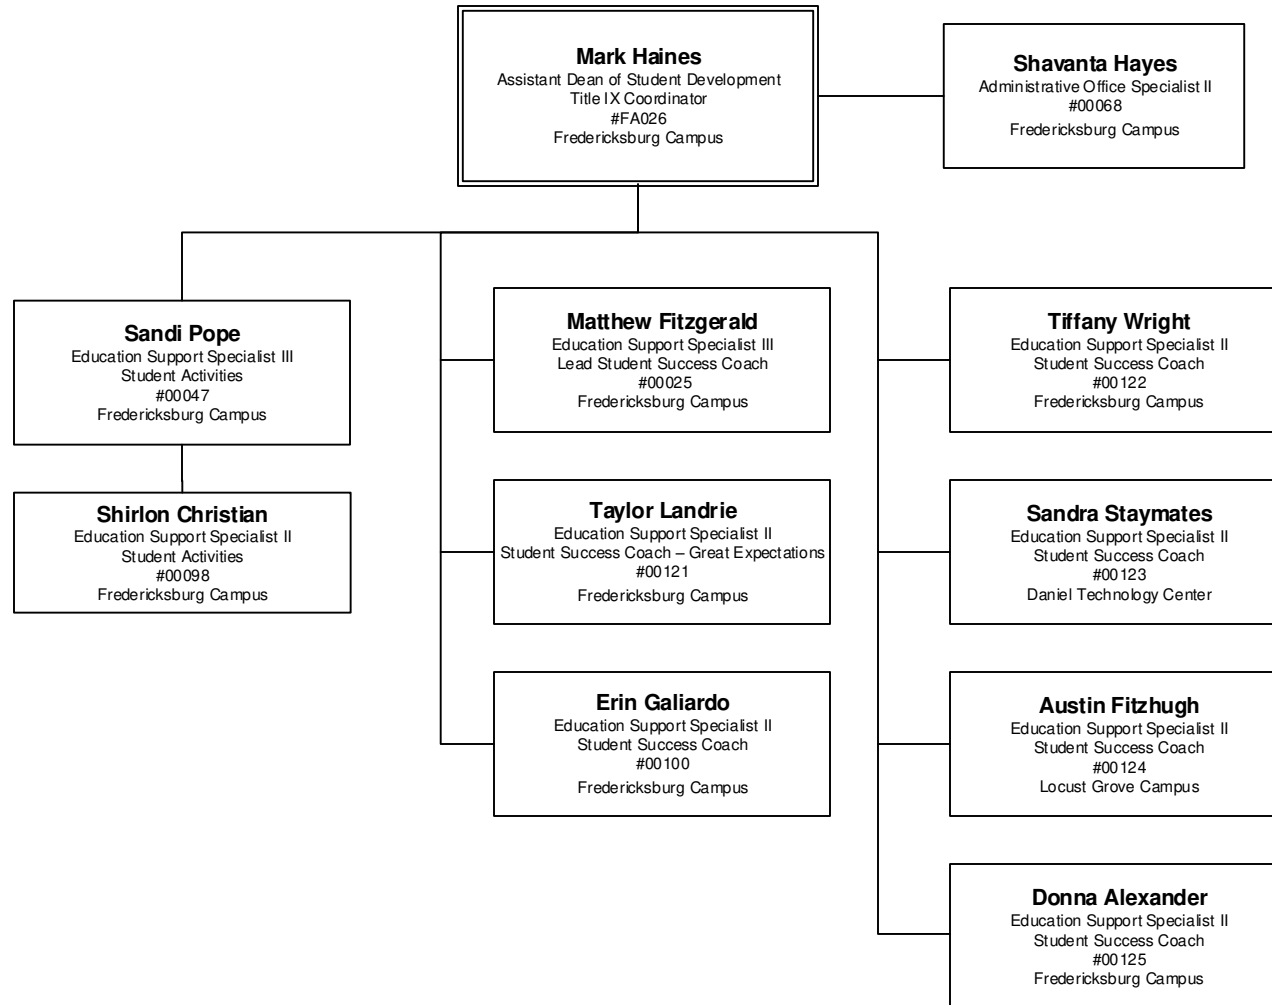 Mark Haines
Assistant Dean of Student Development
Title IX Coordinator
#FA026
Fredericksburg Campus
Shavanta Hayes
Administrative Office Specialist II
#00068
Fredericksburg Campus
Sandi Pope
Education Support Specialist III
Student Activities
#00047
Fredericksburg Campus
Shirlon Christian
Education Support Specialist II
Student Activities
#00098
Fredericksburg Campus
Matthew Fitzgerald
Education Support Specialist III
Lead Student Success Coach
#00025
Fredericksburg Campus
Taylor Landrie
Education Support Specialist II
Student Success Coach – Great Expectations
#00121
Fredericksburg Campus
Erin Galiardo
Education Support Specialist II
Student Success Coach
#00100
Fredericksburg Campus
Tiffany Wright
Education Support Specialist II
Student Success Coach
#00122
Fredericksburg Campus
Sandra Staymates
Education Support Specialist II
Student Success Coach
#00123
Daniel Technology Center
Austin Fitzhugh
Education Support Specialist II
Student Success Coach
#00124
Locust Grove Campus
Donna Alexander
Education Support Specialist II
Student Success Coach
#00125
Fredericksburg Campus